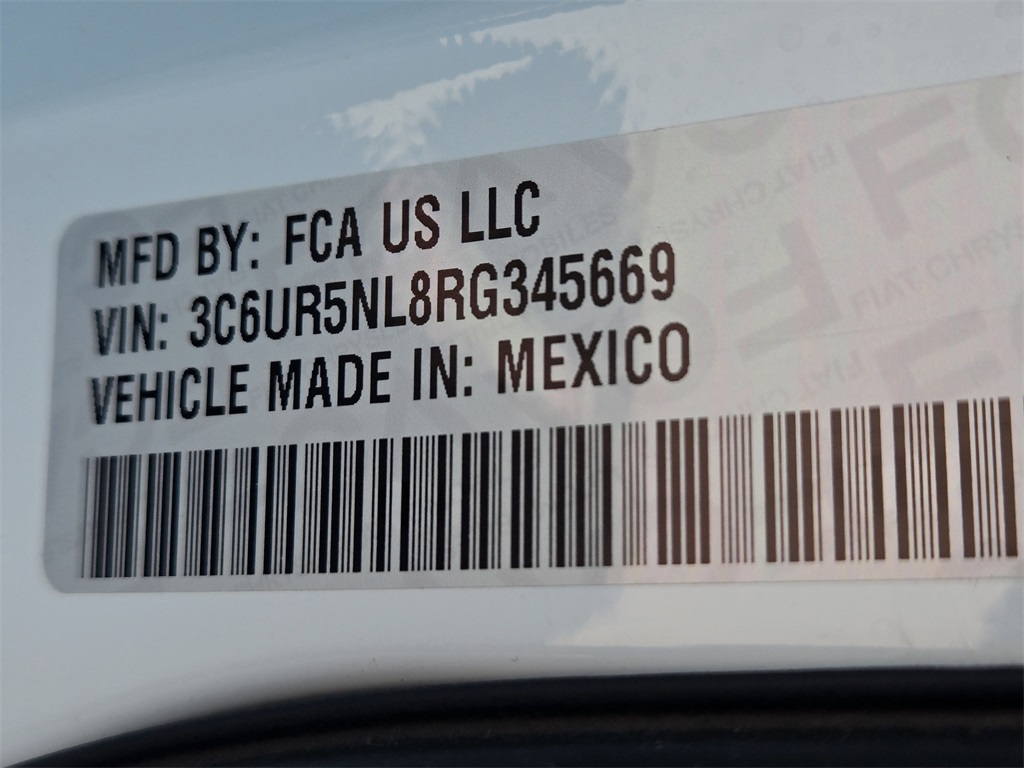 MFD BY: FCA US LLC
VIN: 3C6UR5NL8RG345669
VEHICLE MADE IN: MEXICO